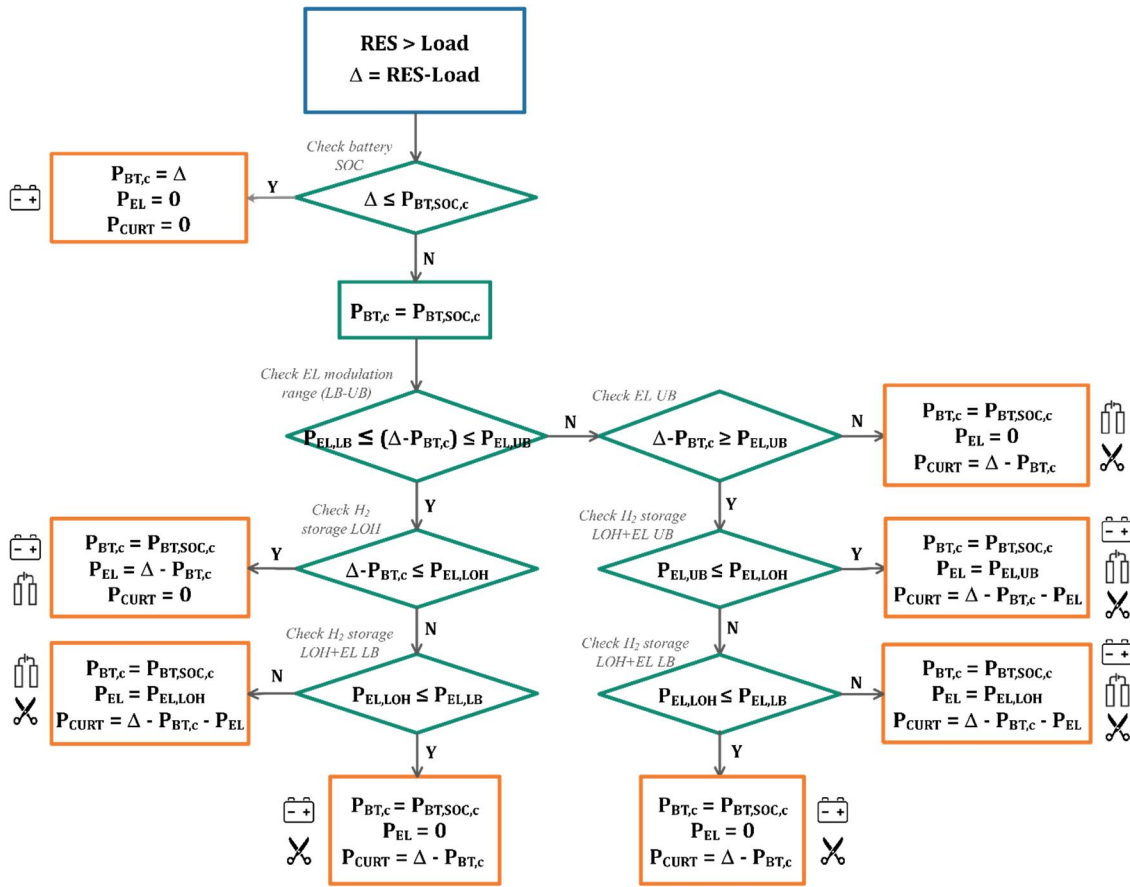 RES > Load
Δ = RES-Load
Check battery
SOC
P_BT,c = Δ
P_EL = 0
P_CURT = 0
- +
Y
Δ ≤ P_BT,SOC,c
N
P_BT,c = P_BT,SOC,c
Check EL modulation
range (LB-UB)
P_EL,LB ≤ (Δ-P_BT,c) ≤ P_EL,UB
N
Check EL UB
Δ-P_BT,c ≥ P_EL,UB
N
P_BT,c = P_BT,SOC,c
P_EL = 0
P_CURT = Δ - P_BT,c
Y
Y
Check H₂
storage LOH
Check H₂ storage
LOH+EL UB
- +
P_BT,c = P_BT,SOC,c
P_EL = Δ - P_BT,c
P_CURT = 0
Y
Δ-P_BT,c ≤ P_EL,LOH
P_EL,UB ≤ P_EL,LOH
Y
P_BT,c = P_BT,SOC,c
P_EL = P_EL,UB
P_CURT = Δ - P_BT,c - P_EL
- +
N
N
Check H₂ storage
LOH+EL LB
Check H₂ storage
LOH+EL LB
P_BT,c = P_BT,SOC,c
P_EL = P_EL,LOH
P_CURT = Δ - P_BT,c - P_EL
N
P_EL,LOH ≤ P_EL,LB
P_EL,LOH ≤ P_EL,LB
N
P_BT,c = P_BT,SOC,c
P_EL = P_EL,LOH
P_CURT = Δ - P_BT,c - P_EL
- +
Y
Y
- +
P_BT,c = P_BT,SOC,c
P_EL = 0
P_CURT = Δ - P_BT,c
P_BT,c = P_BT,SOC,c
P_EL = 0
P_CURT = Δ - P_BT,c
- +